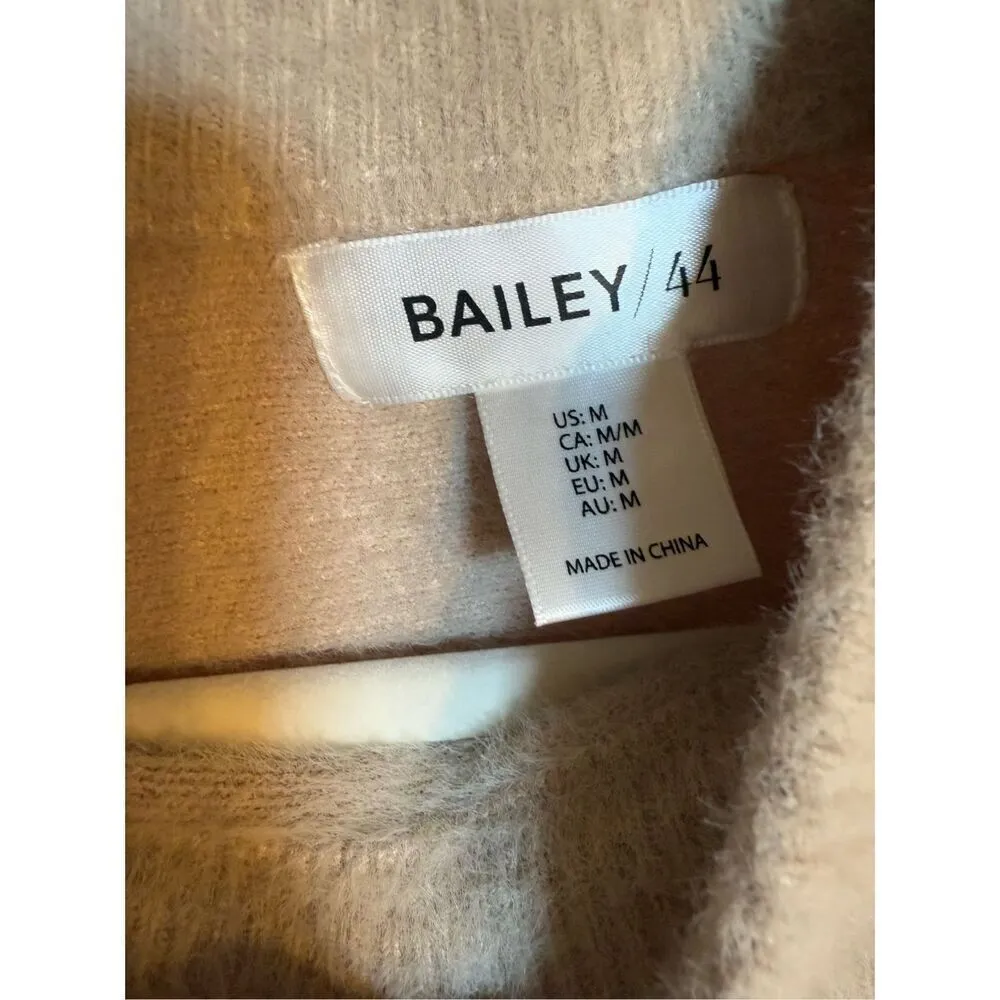 BAILEY/44
US: M
CA: M/M
UK: M
EU: M
AU: M
MADE IN CHINA